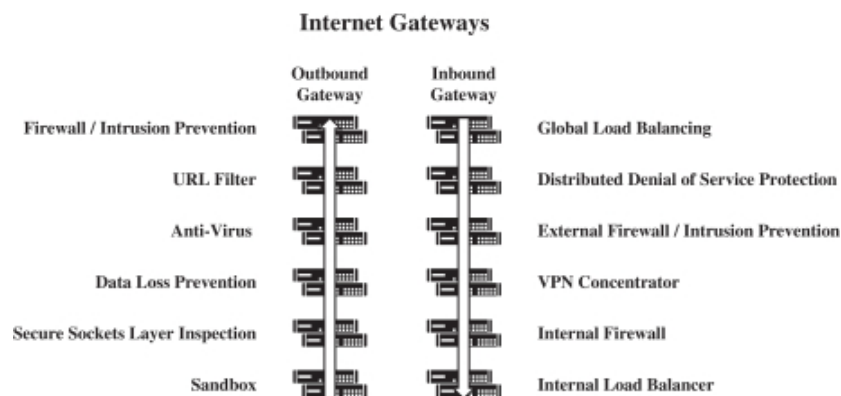 Internet Gateways
Outbound
Gateway
Inbound
Gateway
Firewall / Intrusion Prevention
Global Load Balancing
URL Filter
Distributed Denial of Service Protection
Anti-Virus
External Firewall / Intrusion Prevention
Data Loss Prevention
VPN Concentrator
Secure Sockets Layer Inspection
Internal Firewall
Sandbox
Internal Load Balancer